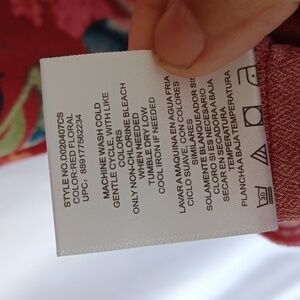 STYLE NO.D020407CS
COLOR:RED FLORAL
UPC: 889177562234
MACHINE WASH COLD
GENTLE CYCLE, WITH LIKE
COLORS
ONLY NON-CHLORINE BLEACH
WHEN NEEDED
TUMBLE DRY LOW
COOL IRON IF NEEDED
LAVAR A MAQUINA EN AGUA FRIA
CICLO SUAVE, CON COLORES
SIMILARES
SOLAMENTE BLANQUEADOR SIN
CLORO SI ES NECESARIO
SECAR EN SECADORA A BAJA
TEMPERATURA
PLANCHA A BAJA TEMPERATURA